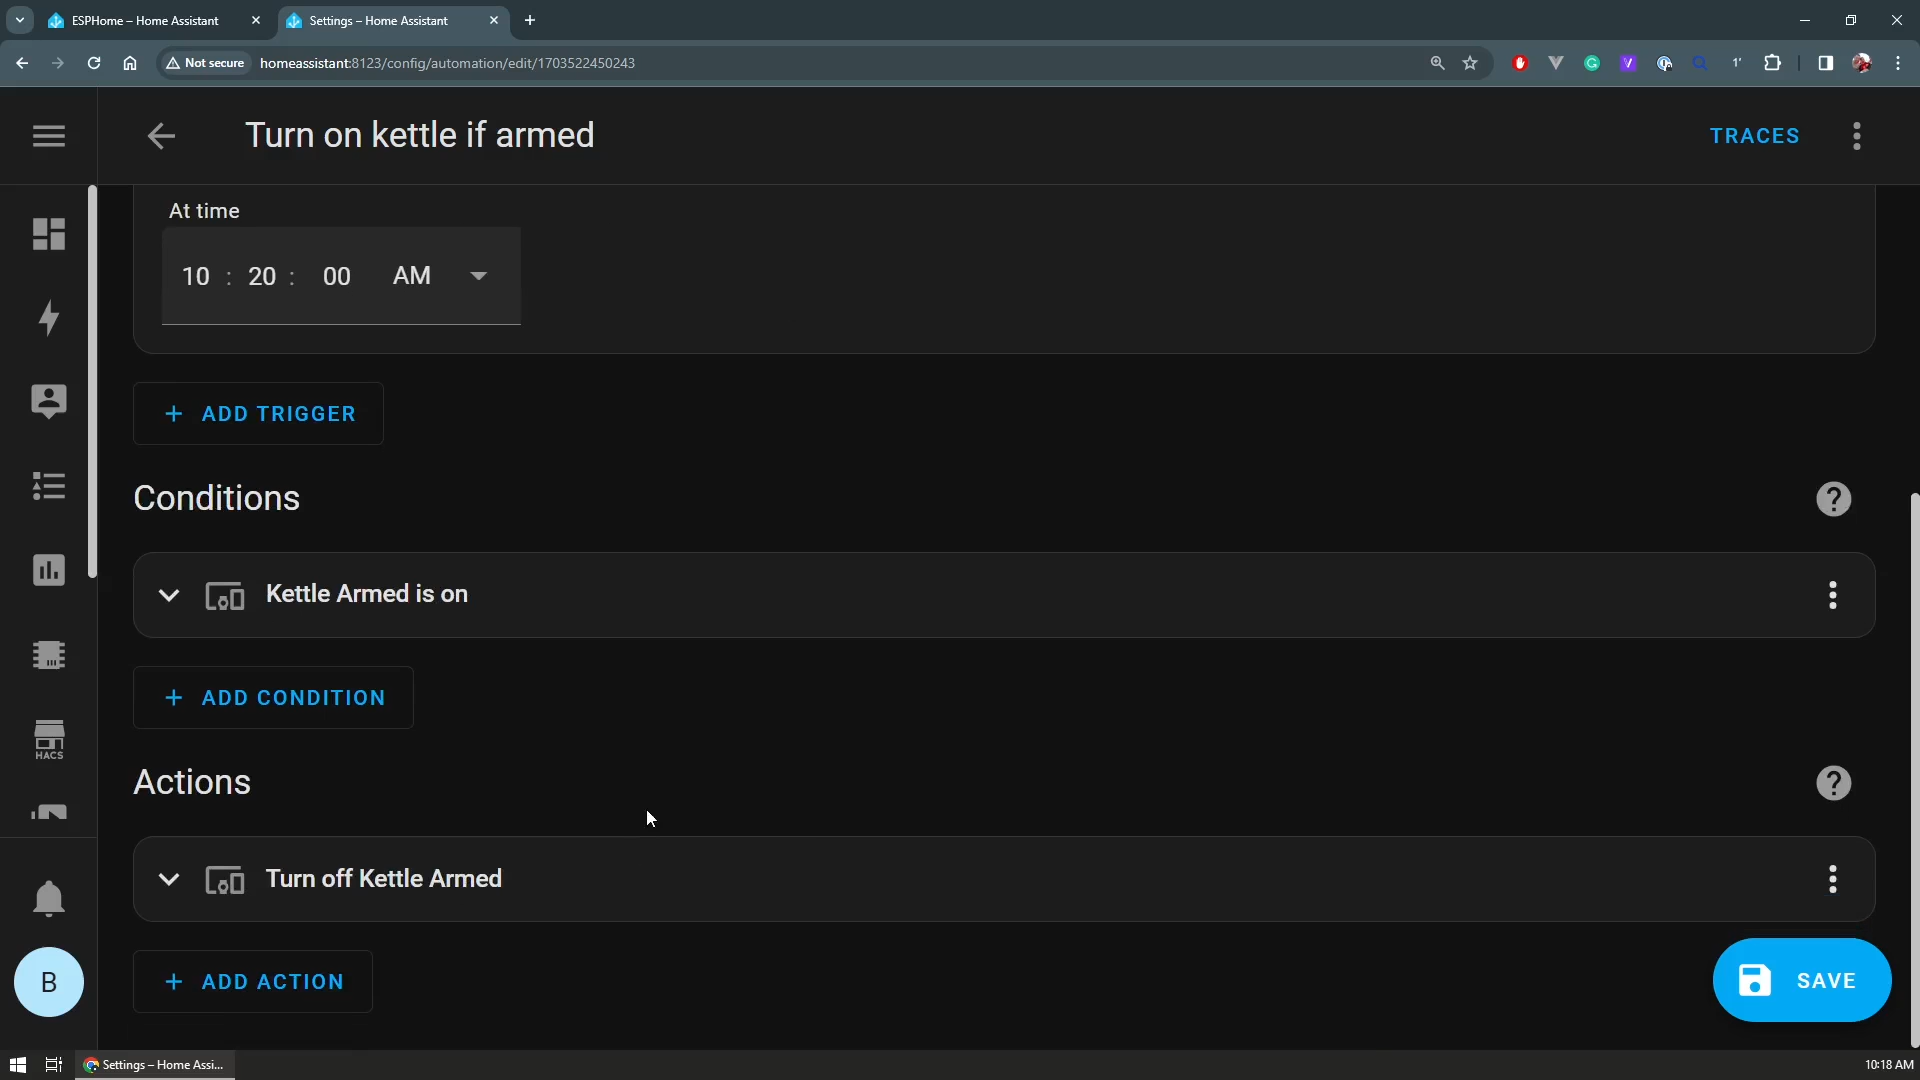 ESPHome – Home Assistant
Settings – Home Assistant
Not secure
homeassistant:8123/config/automation/edit/1703522450243
Turn on kettle if armed
TRACES
At time
10 : 20 : 00 AM
+ ADD TRIGGER
Conditions
Kettle Armed is on
+ ADD CONDITION
HACS
Actions
Turn off Kettle Armed
B
+ ADD ACTION
SAVE
Settings – Home Assi...
10:18 AM